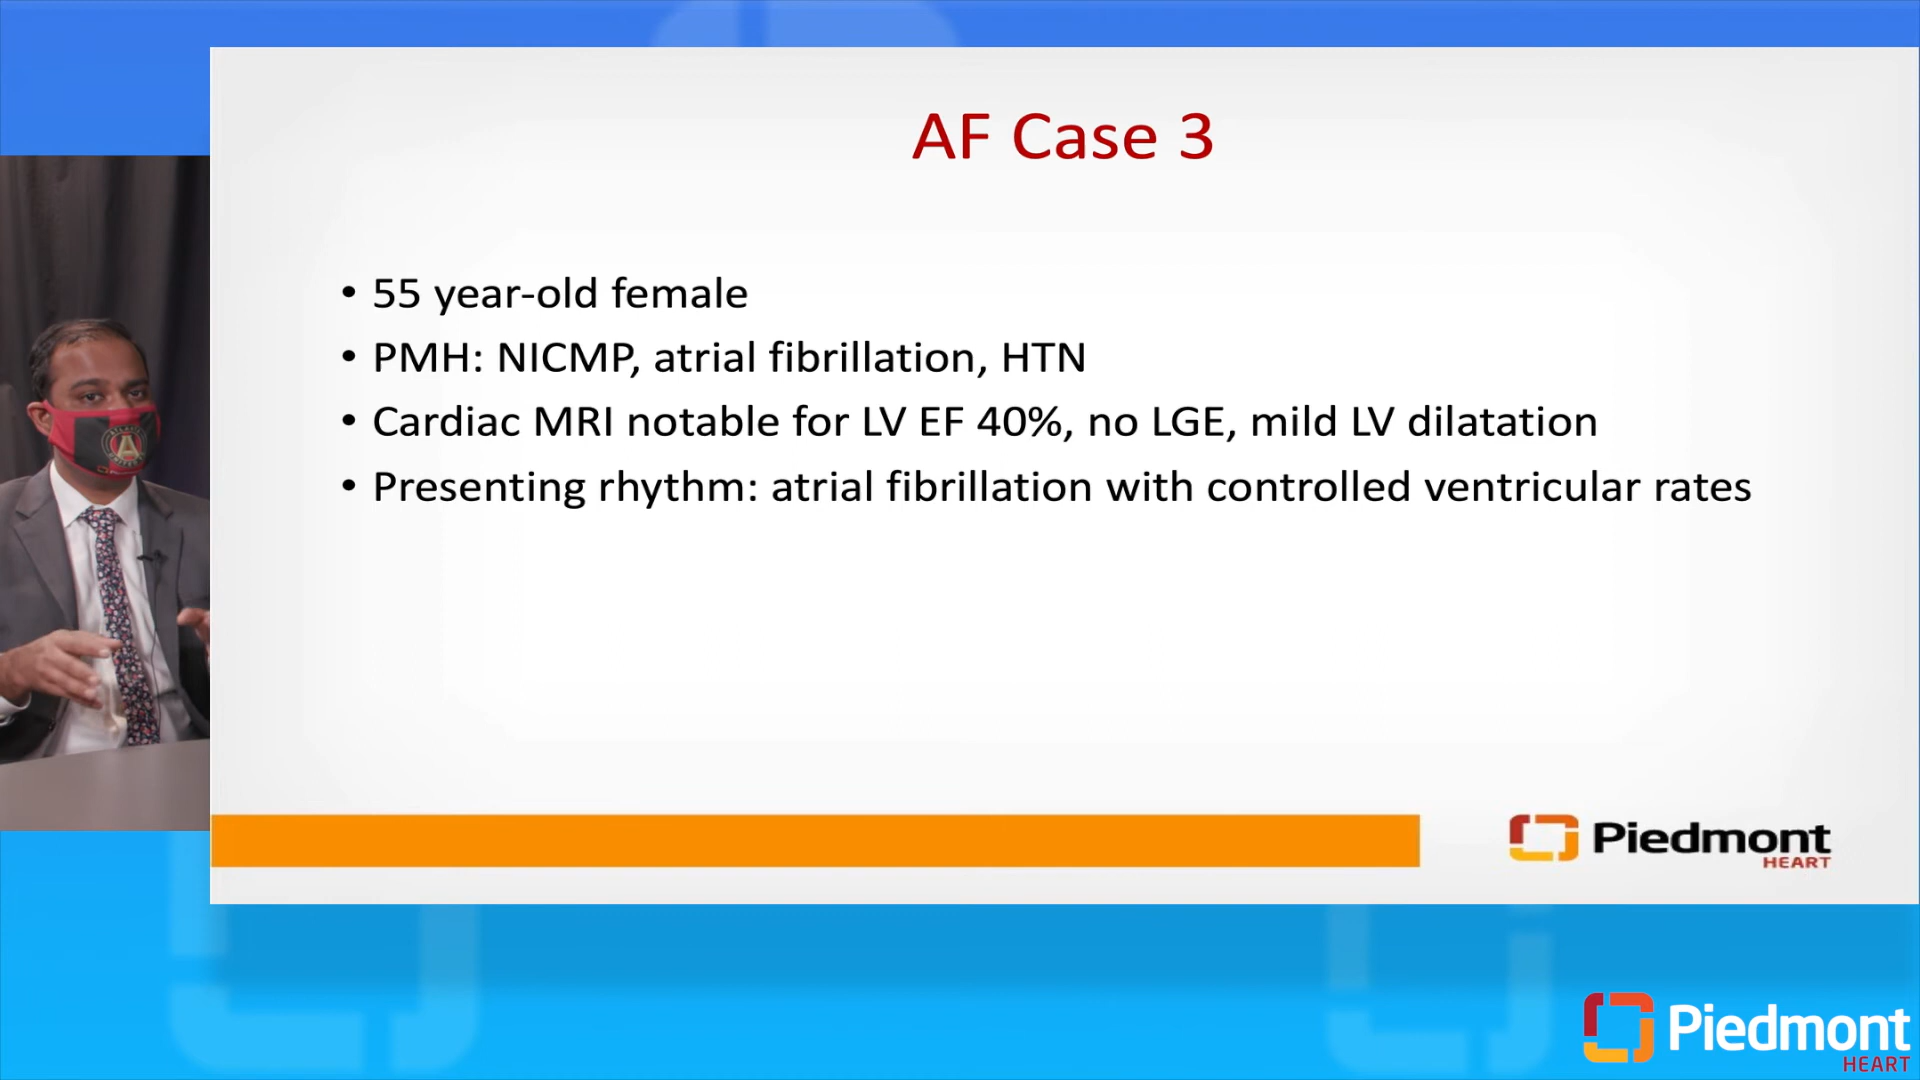 AF Case 3
• 55 year-old female
• PMH: NICMP, atrial fibrillation, HTN
• Cardiac MRI notable for LV EF 40%, no LGE, mild LV dilatation
• Presenting rhythm: atrial fibrillation with controlled ventricular rates
Piedmont
HEART
Piedmont
HEART